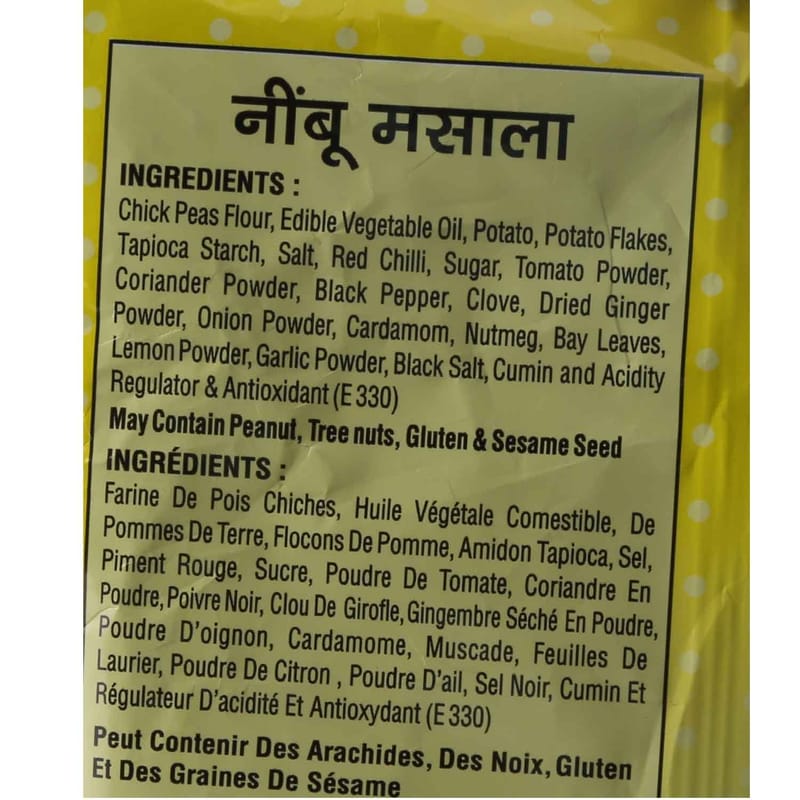 नींबू मसाला
INGREDIENTS :
Chick Peas Flour, Edible Vegetable Oil, Potato, Potato Flakes,
Tapioca Starch, Salt, Red Chilli, Sugar, Tomato Powder,
Coriander Powder, Black Pepper, Clove, Dried Ginger
Powder, Onion Powder, Cardamom, Nutmeg, Bay Leaves,
Lemon Powder, Garlic Powder, Black Salt, Cumin and Acidity
Regulator & Antioxidant (E 330)
May Contain Peanut, Tree nuts, Gluten & Sesame Seed
INGRÉDIENTS :
Farine De Pois Chiches, Huile Végétale Comestible, De
Pommes De Terre, Flocons De Pomme, Amidon Tapioca, Sel,
Piment Rouge, Sucre, Poudre De Tomate, Coriandre En
Poudre, Poivre Noir, Clou De Girofle, Gingembre Séché En Poudre,
Poudre D'oignon, Cardamome, Muscade, Feuilles De
Laurier, Poudre De Citron , Poudre D'ail, Sel Noir, Cumin Et
Régulateur D'acidité Et Antioxydant (E 330)
Peut Contenir Des Arachides, Des Noix, Gluten
Et Des Graines De Sésame